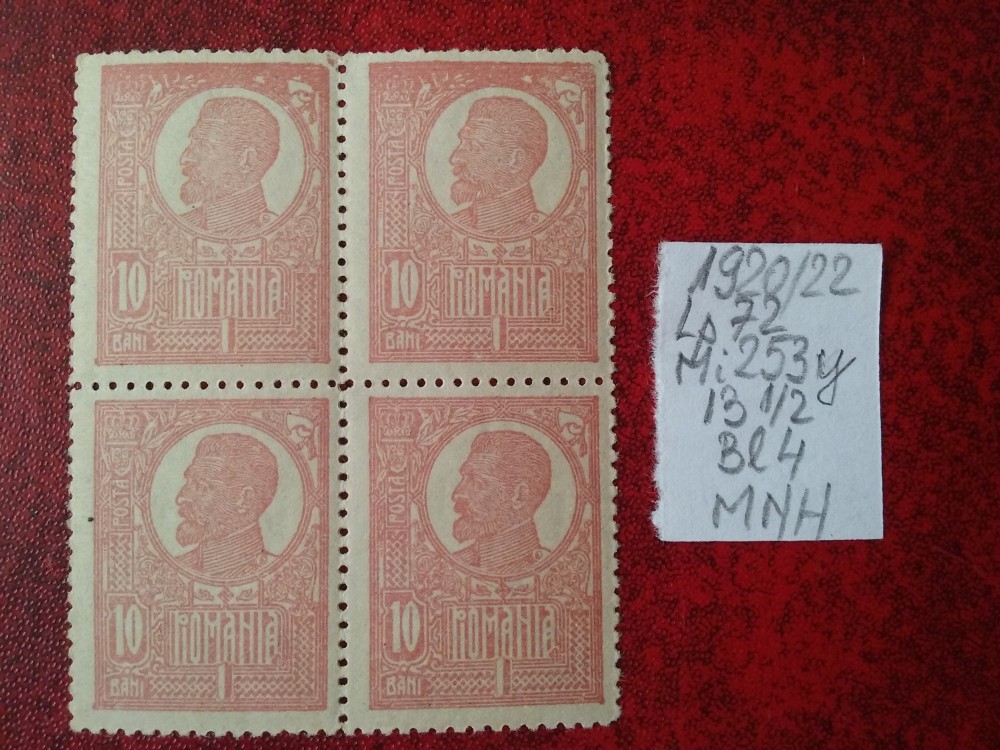 POSTA
10
ROMANIA
BANI
POSTA
10
ROMANIA
BANI
POSTA
10
ROMANIA
BANI
POSTA
10
ROMANIA
BANI
1920/22
Lp 72
Mi 253y
13 1/2
Bl 4
MNH